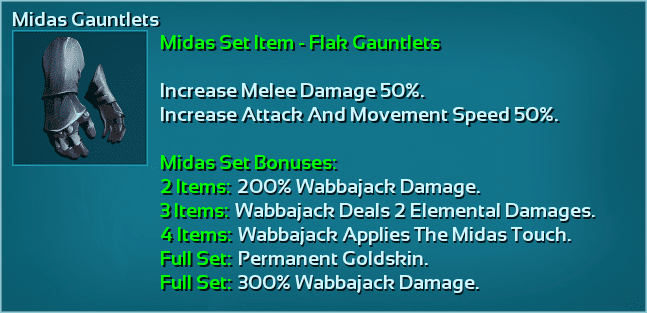 Midas Gauntlets
Midas Set Item - Flak Gauntlets
Increase Melee Damage 50%.
Increase Attack And Movement Speed 50%.
Midas Set Bonuses:
2 Items: 200% Wabbajack Damage.
3 Items: Wabbajack Deals 2 Elemental Damages.
4 Items: Wabbajack Applies The Midas Touch.
Full Set: Permanent Goldskin.
Full Set: 300% Wabbajack Damage.